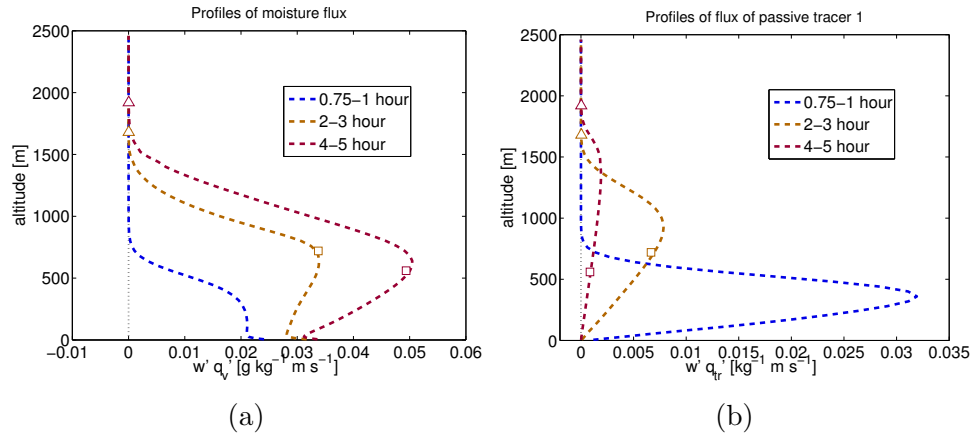 Profiles of moisture flux
2500
2000
1500
1000
500
0
altitude [m]
0.75−1 hour
2−3 hour
4−5 hour
−0.01 0 0.01 0.02 0.03 0.04 0.05 0.06
w' q_v' [g kg⁻¹ m s⁻¹]
(a)
Profiles of flux of passive tracer 1
2500
2000
1500
1000
500
0
altitude [m]
0.75−1 hour
2−3 hour
4−5 hour
0 0.005 0.01 0.015 0.02 0.025 0.03 0.035
w' q_tr' [kg⁻¹ m s⁻¹]
(b)